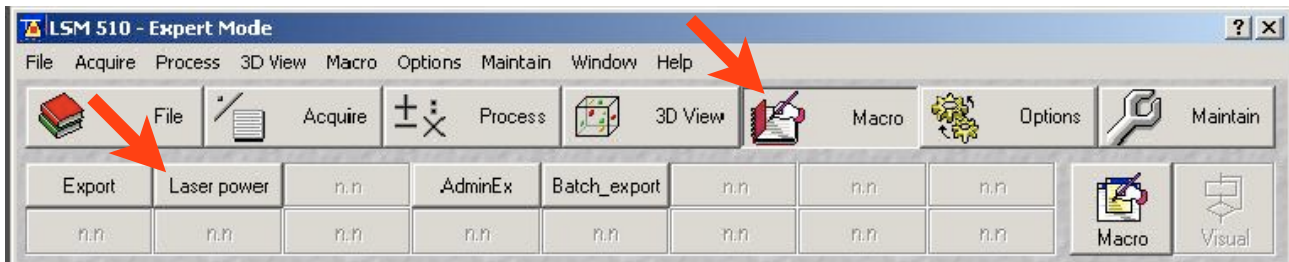 LSM 510 - Expert Mode
File Acquire Process 3D View Macro Options Maintain Window Help
File Acquire Process 3D View Macro Options Maintain
Export Laser power n.n AdminEx Batch_export n.n n.n n.n
n.n n.n n.n n.n n.n n.n n.n n.n Macro Visual